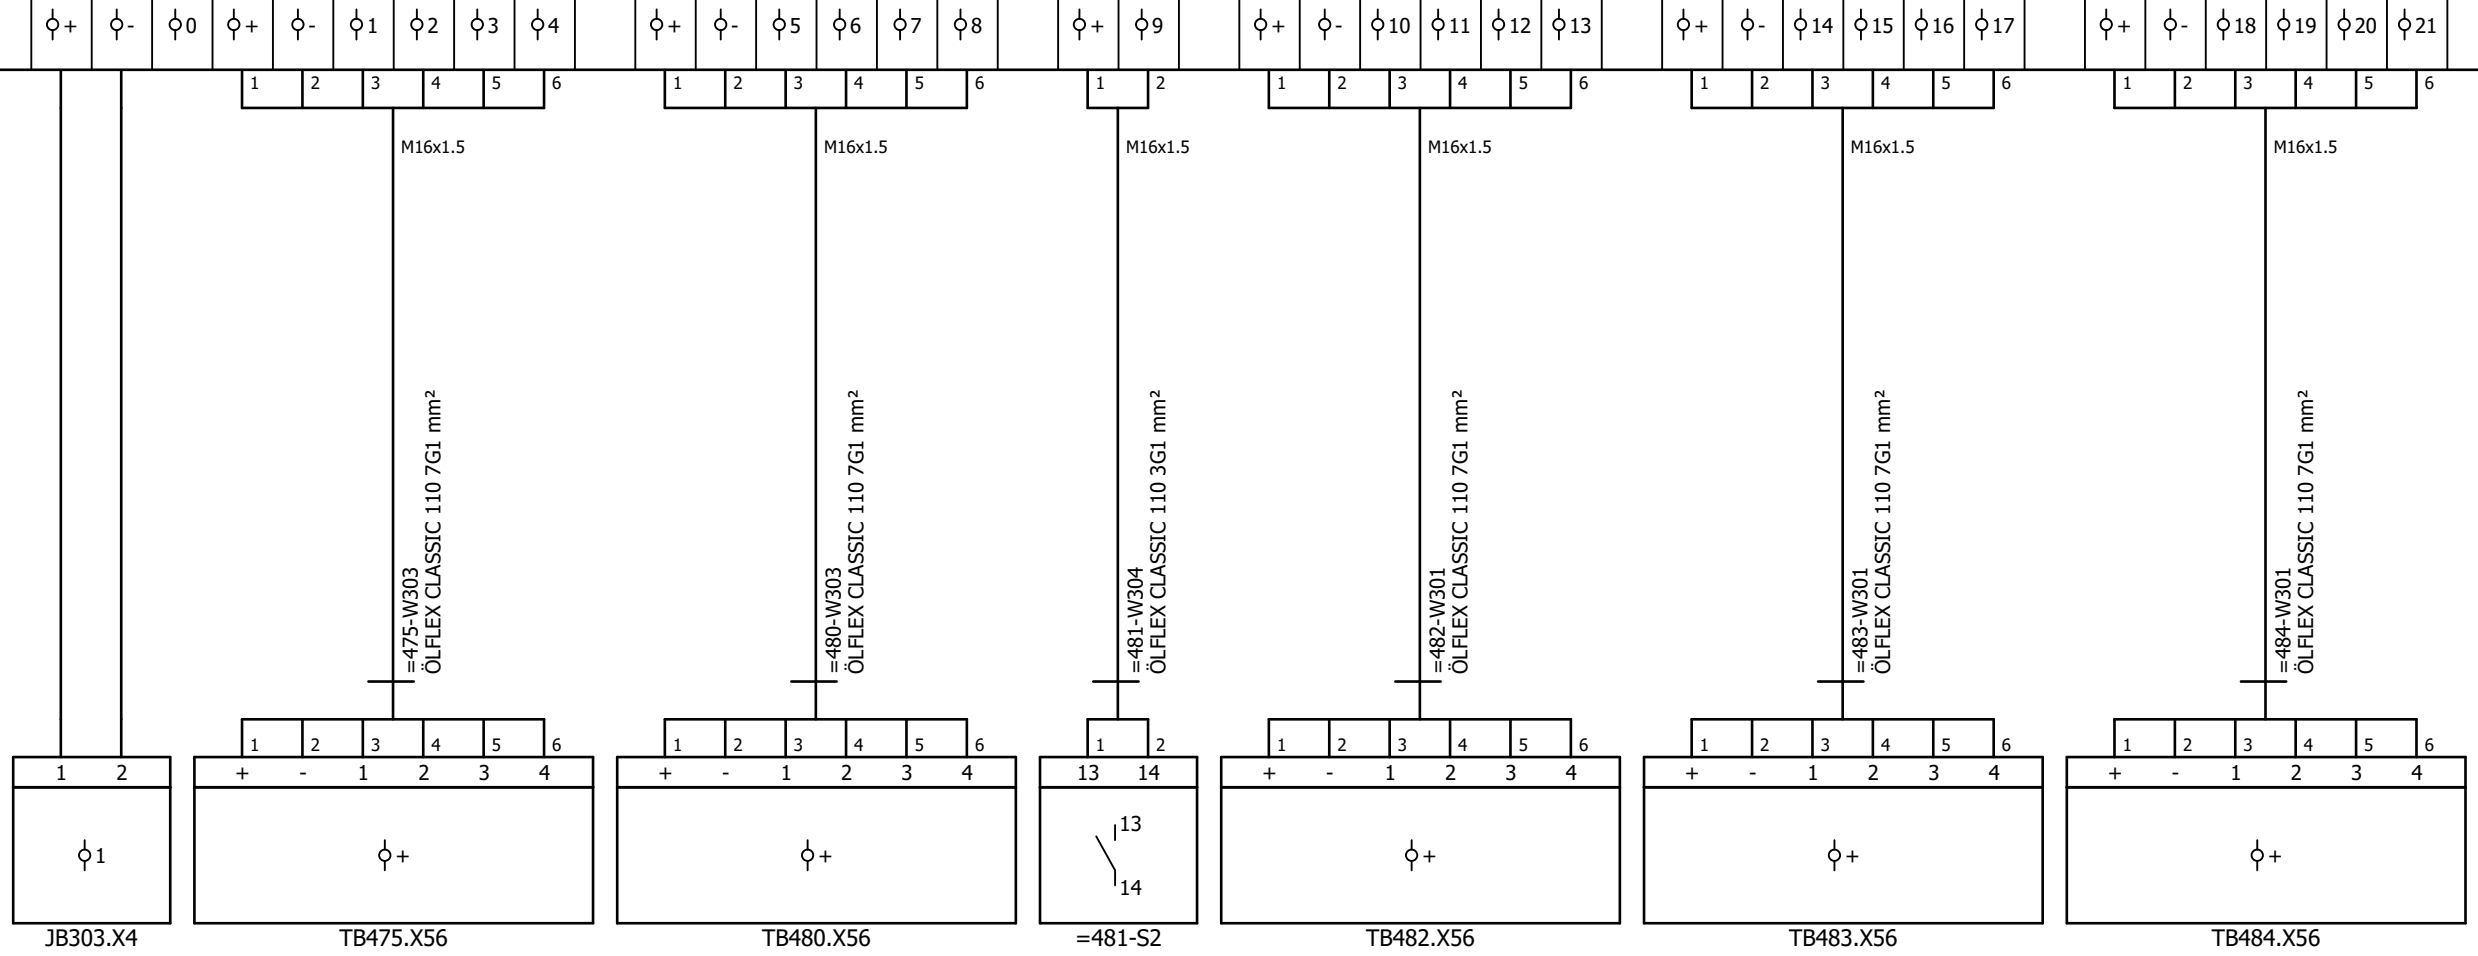 + - 0 + - 1 2 3 4 + - 5 6 7 8 + 9 + - 10 11 12 13 + - 14 15 16 17 + - 18 19 20 21
1 2 3 4 5 6 1 2 3 4 5 6 1 2 1 2 3 4 5 6 1 2 3 4 5 6 1 2 3 4 5 6
M16x1.5 M16x1.5 M16x1.5 M16x1.5 M16x1.5 M16x1.5
=475-W303
ÖLFLEX CLASSIC 110 7G1 mm²
=480-W303
ÖLFLEX CLASSIC 110 7G1 mm²
=481-W304
ÖLFLEX CLASSIC 110 3G1 mm²
=482-W301
ÖLFLEX CLASSIC 110 7G1 mm²
=483-W301
ÖLFLEX CLASSIC 110 7G1 mm²
=484-W301
ÖLFLEX CLASSIC 110 7G1 mm²
1 2 3 4 5 6 1 2 3 4 5 6 1 2 1 2 3 4 5 6 1 2 3 4 5 6 1 2 3 4 5 6
1 2 + - 1 2 3 4 + - 1 2 3 4 13 14 + - 1 2 3 4 + - 1 2 3 4 + - 1 2 3 4
13
1 + + + + +
14
JB303.X4 TB475.X56 TB480.X56 =481-S2 TB482.X56 TB483.X56 TB484.X56